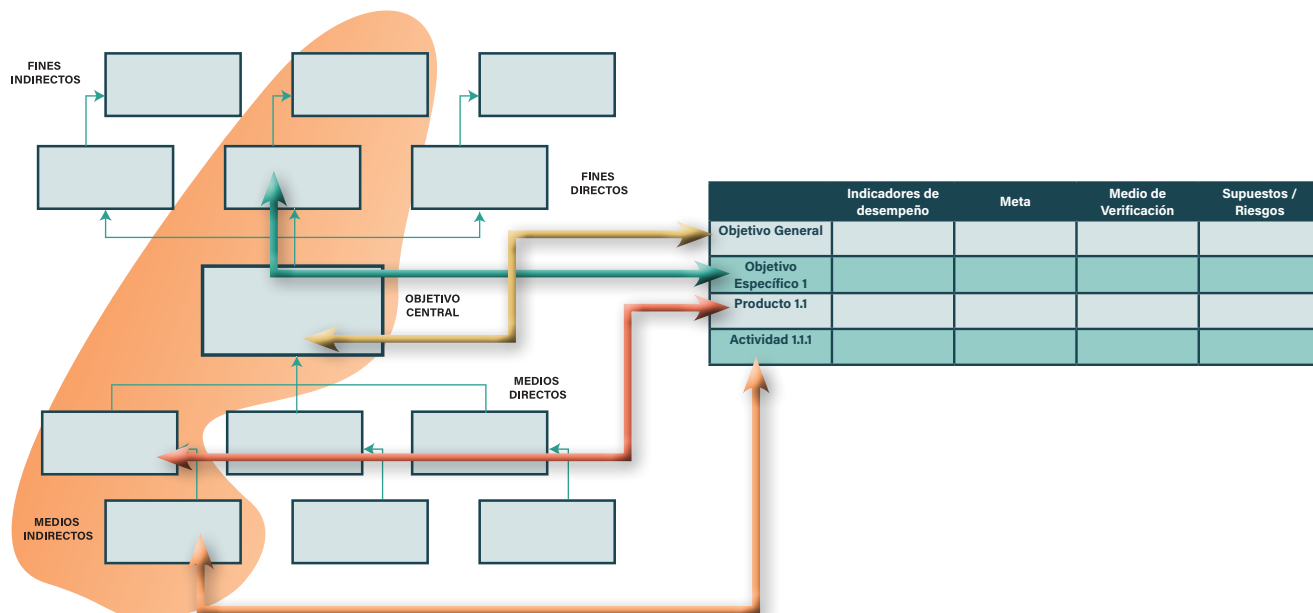 FINES
INDIRECTOS
FINES
DIRECTOS
OBJETIVO
CENTRAL
MEDIOS
DIRECTOS
MEDIOS
INDIRECTOS
Indicadores de
desempeño
Meta
Medio de
Verificación
Supuestos /
Riesgos
Objetivo General
Objetivo
Específico 1
Producto 1.1
Actividad 1.1.1